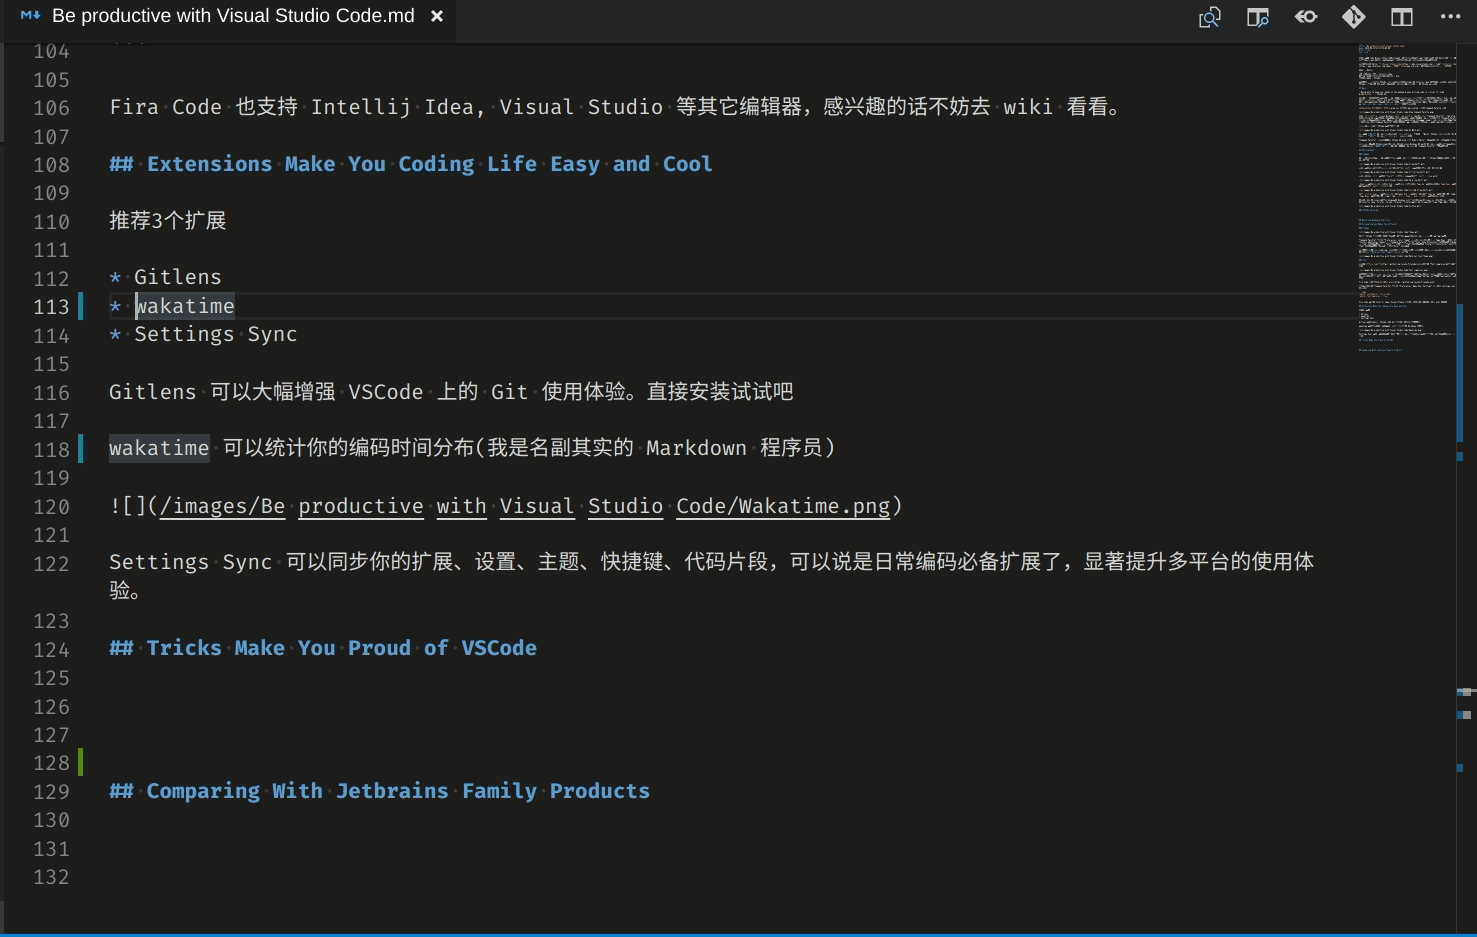 Be productive with Visual Studio Code.md
104
105
106 Fira Code 也支持 Intellij Idea, Visual Studio 等其它编辑器，感兴趣的话不妨去 wiki 看看。
107
108 ## Extensions Make You Coding Life Easy and Cool
109
110 推荐3个扩展
111
112 * Gitlens
113 * wakatime
114 * Settings Sync
115
116 Gitlens 可以大幅增强 VSCode 上的 Git 使用体验。直接安装试试吧
117
118 wakatime 可以统计你的编码时间分布(我是名副其实的 Markdown 程序员)
119
120 ![](/images/Be productive with Visual Studio Code/Wakatime.png)
121
122 Settings Sync 可以同步你的扩展、设置、主题、快捷键、代码片段，可以说是日常编码必备扩展了，显著提升多平台的使用体
验。
123
124 ## Tricks Make You Proud of VSCode
125
126
127
128
129 ## Comparing With Jetbrains Family Products
130
131
132